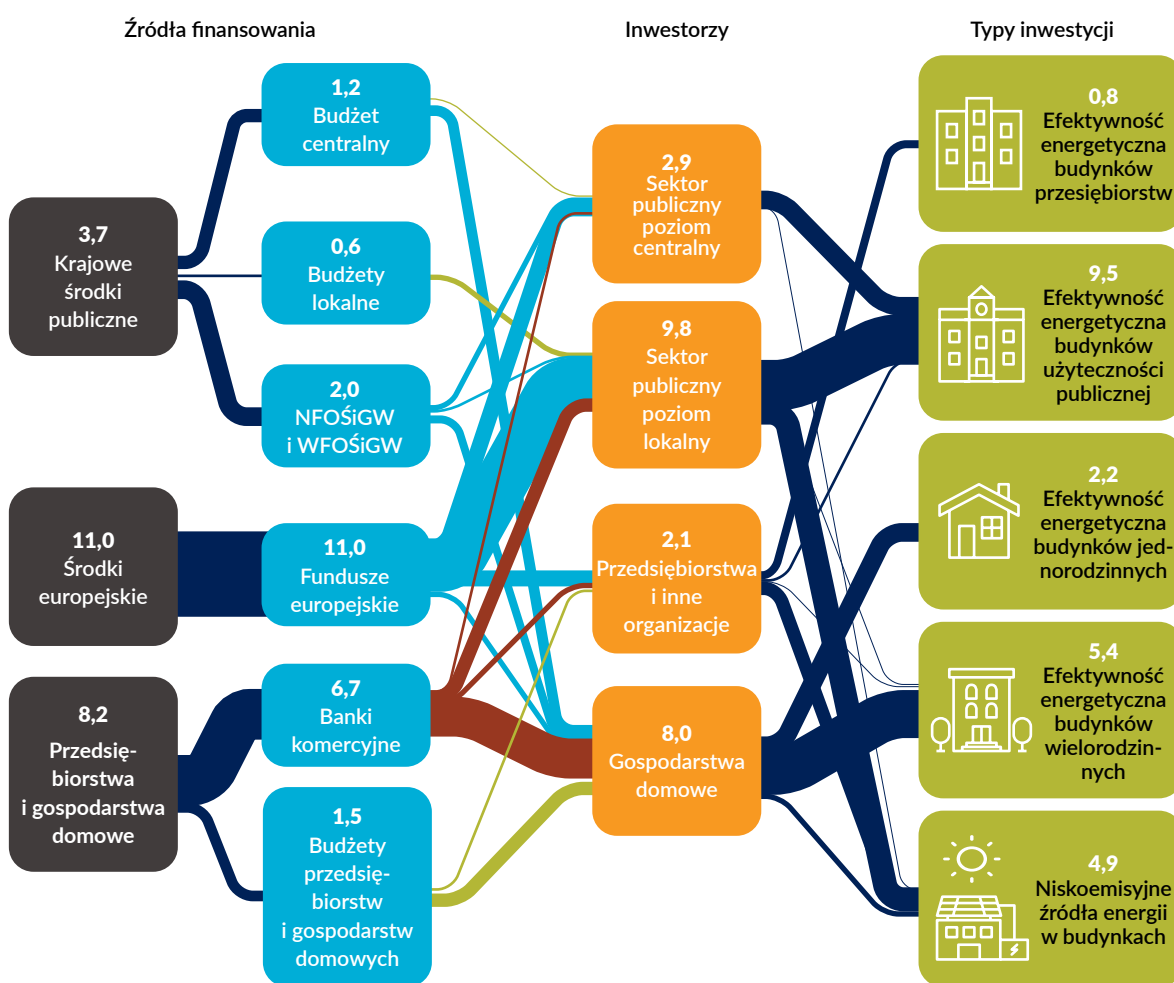 Źródła finansowania
Inwestorzy
Typy inwestycji
3,7
Krajowe
środki
publiczne
11,0
Środki
europejskie
8,2
Przedsię-
biorstwa
i gospodarstwa
domowe
1,2
Budżet
centralny
0,6
Budżety
lokalne
2,0
NFOŚiGW
i WFOŚiGW
11,0
Fundusze
europejskie
6,7
Banki
komercyjne
1,5
Budżety
przedsię-
biorstw
i gospodarstw
domowych
2,9
Sektor
publiczny
poziom
centralny
9,8
Sektor
publiczny
poziom
lokalny
2,1
Przedsiębiorstwa
i inne
organizacje
8,0
Gospodarstwa
domowe
0,8
Efektywność
energetyczna
budynków
przesiębiorstw
9,5
Efektywność
energetyczna
budynków
użyteczności
publicznej
2,2
Efektywność
energetyczna
budynków jed-
norodzinnych
5,4
Efektywność
energetyczna
budynków
wielorodzin-
nych
4,9
Niskoemisyjne
źródła energii
w budynkach